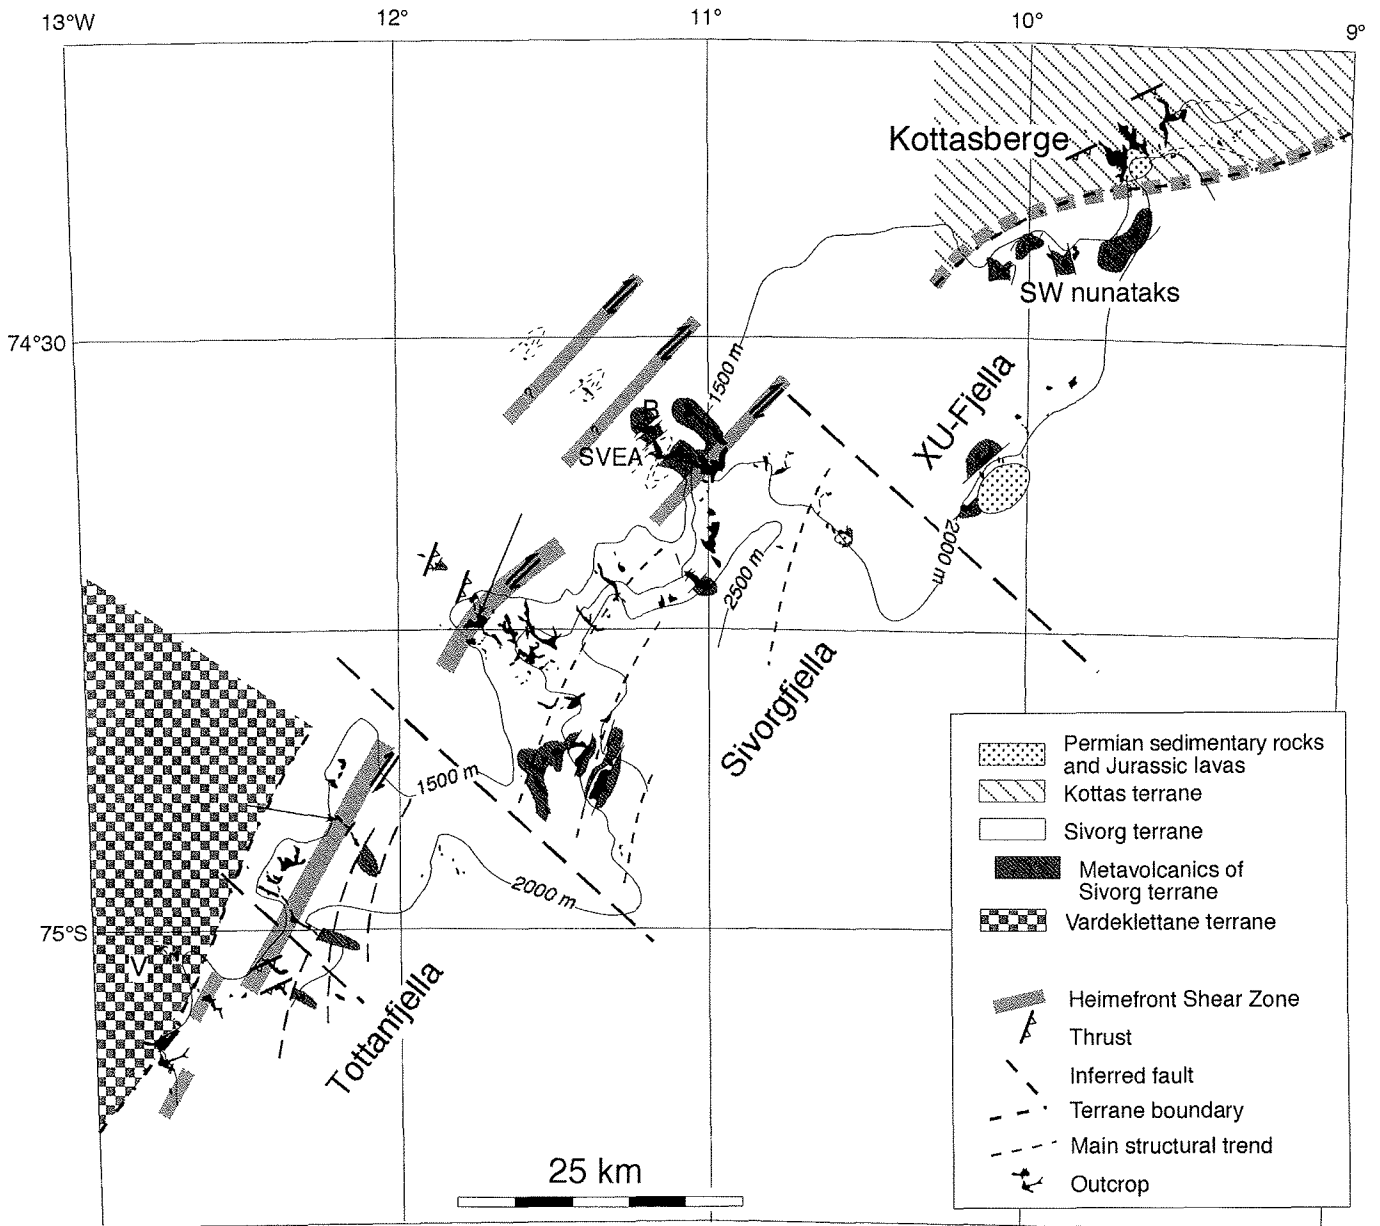 13°W
12°
11°
10°
9°
Kottasberge
SW nunataks
74°30
1500 m
XU-Fjella
B
?
?
SVEA
2000 m
2500 m
Sivorgfjella
1500 m
2000 m
75°S
V
Tottanfjella
25 km
Permian sedimentary rocks
and Jurassic lavas
Kottas terrane
Sivorg terrane
Metavolcanics of
Sivorg terrane
Vardeklettane terrane
Heimefront Shear Zone
Thrust
Inferred fault
Terrane boundary
Main structural trend
Outcrop